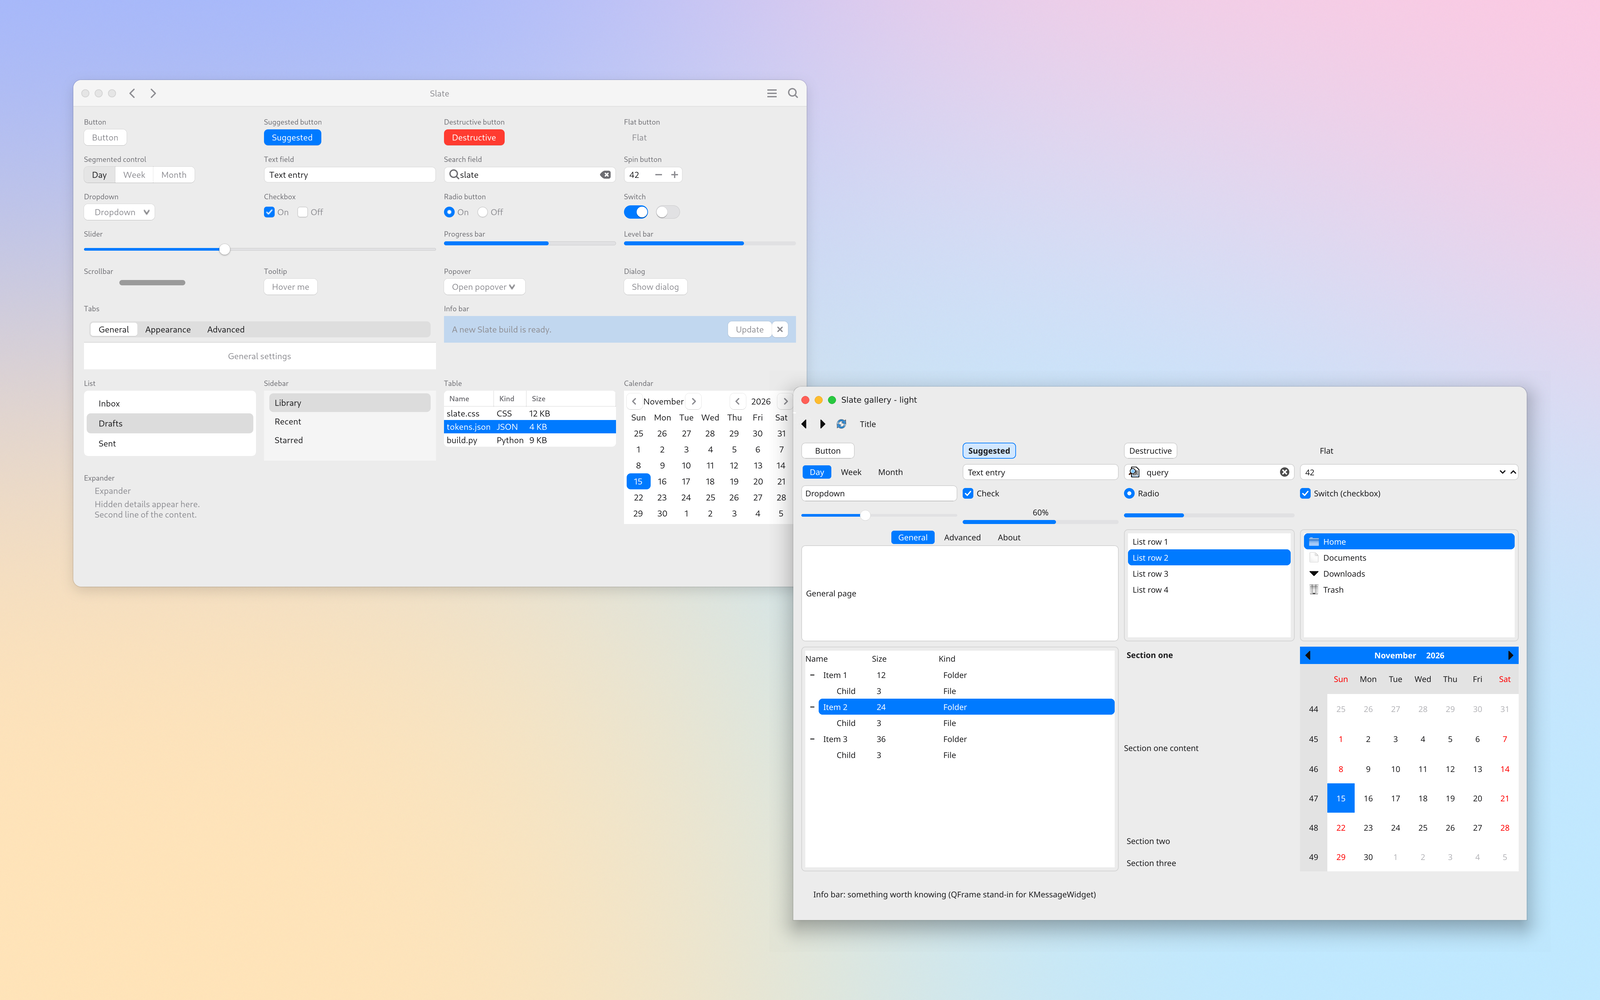 Slate
Button Suggested button Destructive button Flat button
Button Suggested Destructive Flat
Segmented control Text field Search field Spin button
Day Week Month Text entry slate 42
Dropdown Checkbox Radio button Switch
Dropdown On Off On Off
Slider Progress bar Level bar
Scrollbar Tooltip Popover Dialog
Hover me Open popover Show dialog
Tabs Info bar
General Appearance Advanced A new Slate build is ready. Update
General settings
List Sidebar Table Calendar
Inbox Library Name Kind Size November 2026
Drafts Recent slate.css CSS 12 KB Sun Mon Tue Wed Thu Fri Sat
Sent Starred tokens.json JSON 4 KB 25 26 27 28 29 30 31
build.py Python 9 KB 1 2 3 4 5 6 7
8 9 10 11 12 13 14
Expander 15 16 17 18 19 20 21
Expander 22 23 24 25 26 27 28
Hidden details appear here. 29 30 1 2 3 4 5
Second line of the content.
Slate gallery - light
Title
Button Suggested Destructive Flat
Day Week Month Text entry query 42
Dropdown Check Radio Switch (checkbox)
60%
General Advanced About
General page
List row 1
List row 2
List row 3
List row 4
Home
Documents
Downloads
Trash
Name Size Kind
Item 1 12 Folder
Child 3 File
Item 2 24 Folder
Child 3 File
Item 3 36 Folder
Child 3 File
Section one
Section one content
Section two
Section three
November 2026
Sun Mon Tue Wed Thu Fri Sat
44 25 26 27 28 29 30 31
45 1 2 3 4 5 6 7
46 8 9 10 11 12 13 14
47 15 16 17 18 19 20 21
48 22 23 24 25 26 27 28
49 29 30 1 2 3 4 5
Info bar: something worth knowing (QFrame stand-in for KMessageWidget)